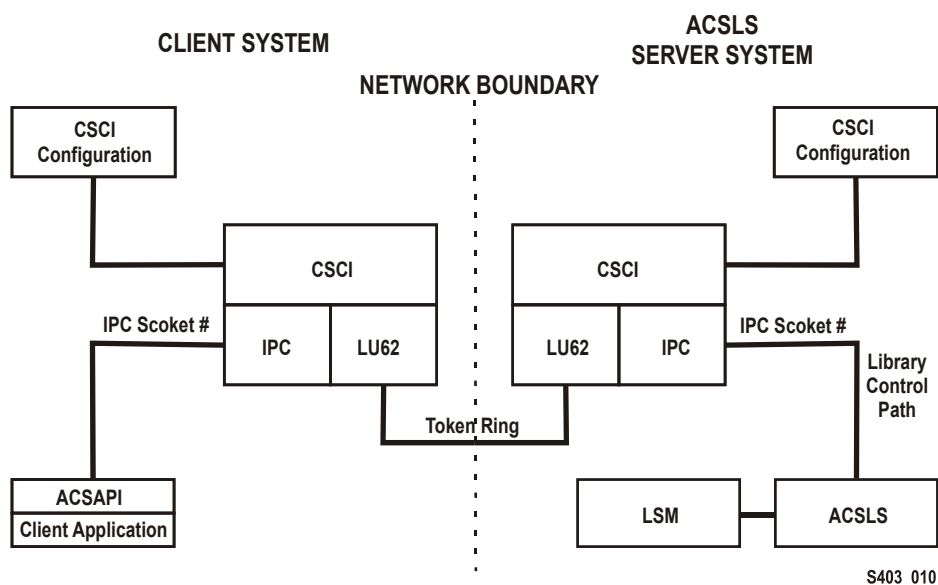 CLIENT SYSTEM
ACSLS
SERVER SYSTEM
NETWORK BOUNDARY
CSCI
Configuration
CSCI
Configuration
CSCI
CSCI
IPC Scoket #
IPC
LU62
LU62
IPC
IPC Scoket #
Library
Control
Path
Token Ring
ACSAPI
Client Application
LSM
ACSLS
S403_010